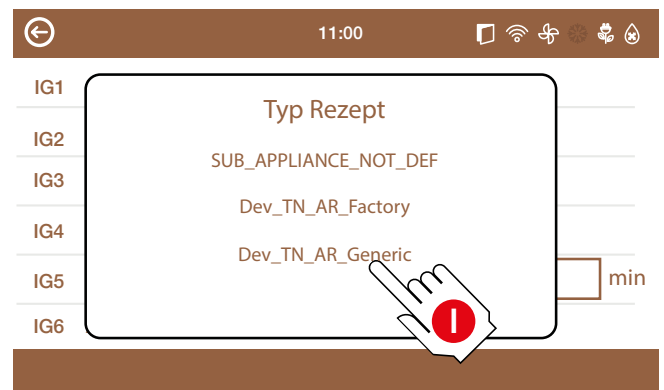 11:00
IG1
Typ Rezept
IG2
SUB_APPLIANCE_NOT_DEF
IG3
Dev_TN_AR_Factory
IG4
Dev_TN_AR_Generic
IG5
min
IG6
I